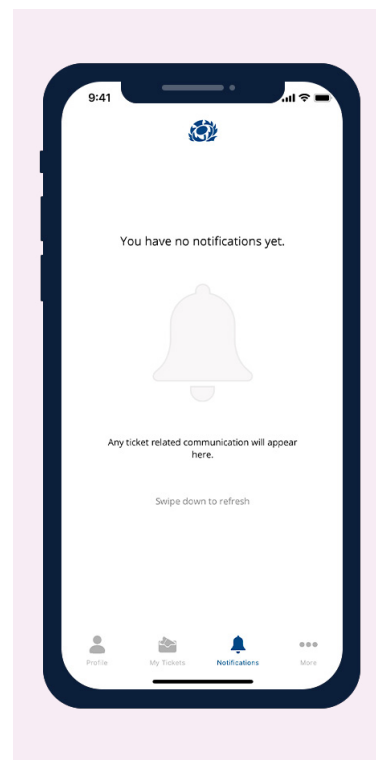 9:41
You have no notifications yet.
Any ticket related communication will appear
here.
Swipe down to refresh
Profile
My Tickets
Notifications
More